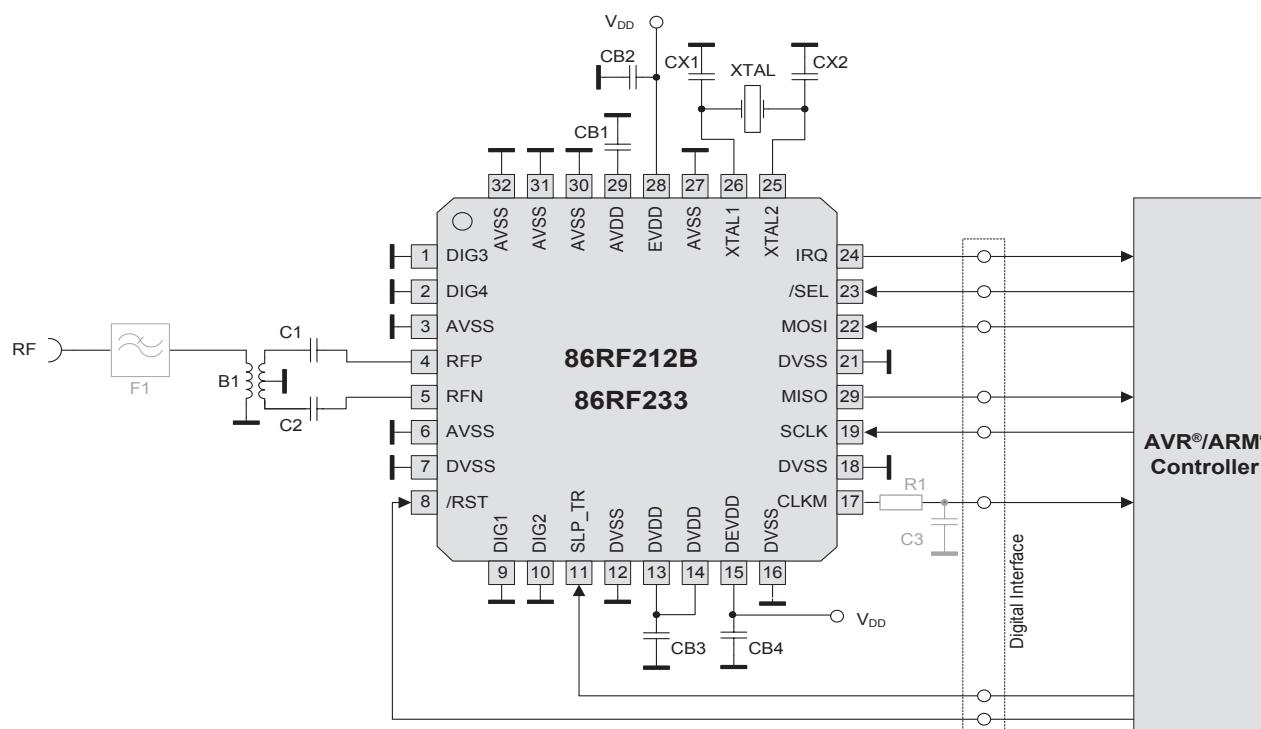 VDD
CB2
CX1
XTAL
CX2
CB1
32 31 30 29 28 27 26 25
AVSS AVSS AVSS AVDD EVDD AVSS XTAL1 XTAL2
1 DIG3
2 DIG4
3 AVSS
4 RFP
5 RFN
6 AVSS
7 DVSS
8 /RST
RF
F1
B1
C1
C2
86RF212B
86RF233
IRQ 24
/SEL 23
MOSI 22
DVSS 21
MISO 29
SCLK 19
DVSS 18
CLKM 17
R1
C3
DIG1 DIG2 SLP_TR DVSS DVDD DVDD DEVDD DVSS
9 10 11 12 13 14 15 16
CB3
CB4
VDD
Digital Interface
AVR®/ARM®
Controller